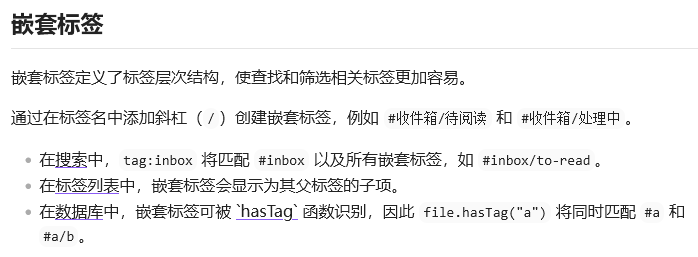 嵌套标签
嵌套标签定义了标签层次结构，使查找和筛选相关标签更加容易。
通过在标签名中添加斜杠（ / ）创建嵌套标签，例如 #收件箱/待阅读 和 #收件箱/处理中 。
在搜索中，tag:inbox 将匹配 #inbox 以及所有嵌套标签，如 #inbox/to-read 。
在标签列表中，嵌套标签会显示为其父标签的子项。
在数据库中，嵌套标签可被 `hasTag` 函数识别，因此 file.hasTag("a") 将同时匹配 #a 和
#a/b 。